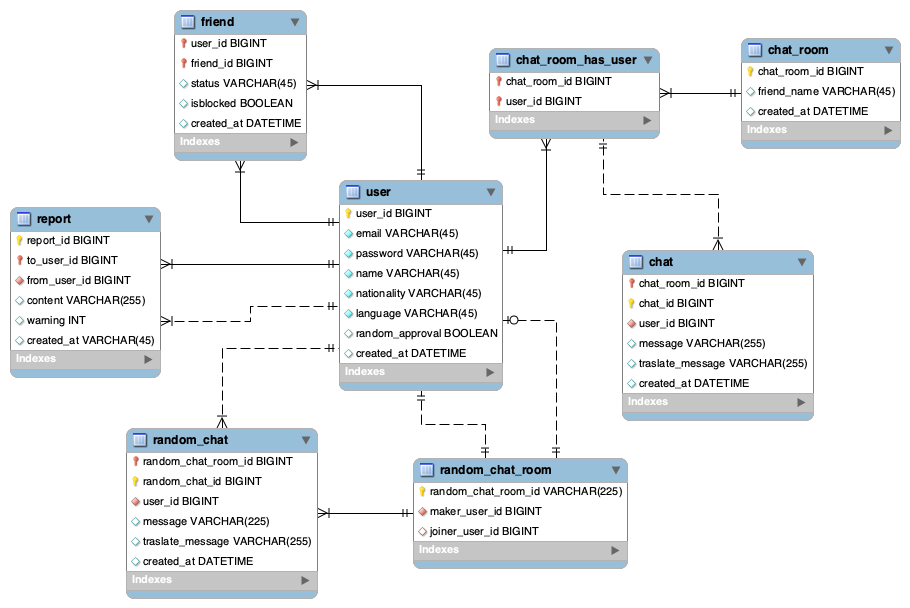 friend
user_id BIGINT
friend_id BIGINT
status VARCHAR(45)
isblocked BOOLEAN
created_at DATETIME
Indexes
chat_room_has_user
chat_room_id BIGINT
user_id BIGINT
Indexes
chat_room
chat_room_id BIGINT
friend_name VARCHAR(45)
created_at DATETIME
Indexes
report
report_id BIGINT
to_user_id BIGINT
from_user_id BIGINT
content VARCHAR(255)
warning INT
created_at VARCHAR(45)
Indexes
user
user_id BIGINT
email VARCHAR(45)
password VARCHAR(45)
name VARCHAR(45)
nationality VARCHAR(45)
language VARCHAR(45)
random_approval BOOLEAN
created_at DATETIME
Indexes
chat
chat_room_id BIGINT
chat_id BIGINT
user_id BIGINT
message VARCHAR(255)
traslate_message VARCHAR(255)
created_at DATETIME
Indexes
random_chat
random_chat_room_id BIGINT
random_chat_id BIGINT
user_id BIGINT
message VARCHAR(225)
traslate_message VARCHAR(255)
created_at DATETIME
Indexes
random_chat_room
random_chat_room_id VARCHAR(225)
maker_user_id BIGINT
joiner_user_id BIGINT
Indexes